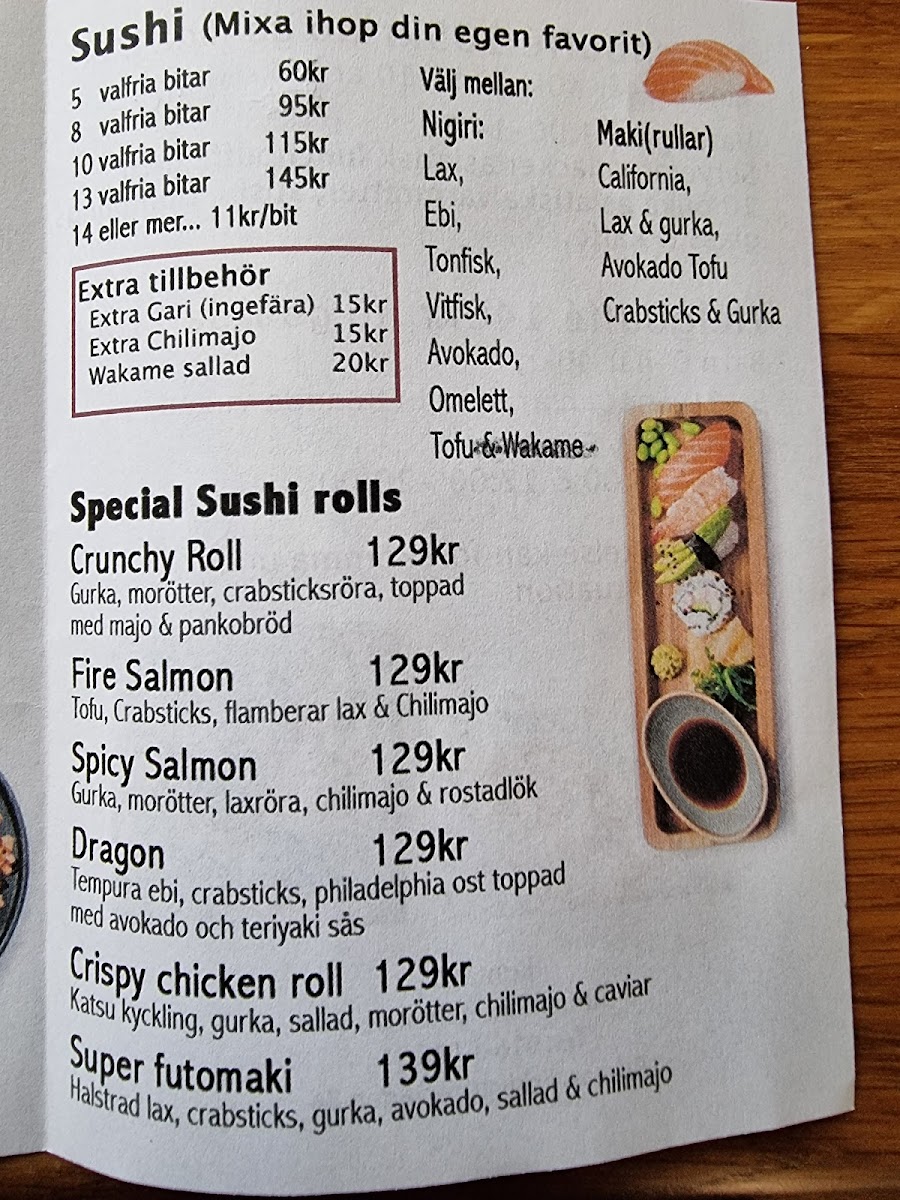 Sushi (Mixa ihop din egen favorit)
5 valfria bitar 60kr
8 valfria bitar 95kr
10 valfria bitar 115kr
13 valfria bitar 145kr
14 eller mer... 11kr/bit
Extra tillbehör
Extra Gari (ingefära) 15kr
Extra Chilimajo 15kr
Wakame sallad 20kr
Välj mellan:
Nigiri:
Lax,
Ebi,
Tonfisk,
Vitfisk,
Avokado,
Omelett,
Tofu & Wakame
Maki(rullar)
California,
Lax & gurka,
Avokado Tofu
Crabsticks & Gurka
Special Sushi rolls
Crunchy Roll 129kr
Gurka, morötter, crabsticksröra, toppad
med majo & pankobröd
Fire Salmon 129kr
Tofu, Crabsticks, flamberar lax & Chilimajo
Spicy Salmon 129kr
Gurka, morötter, laxröra, chilimajo & rostadlök
Dragon 129kr
Tempura ebi, crabsticks, philadelphia ost toppad
med avokado och teriyaki sås
Crispy chicken roll 129kr
Katsu kyckling, gurka, sallad, morötter, chilimajo & caviar
Super futomaki 139kr
Halstrad lax, crabsticks, gurka, avokado, sallad & chilimajo